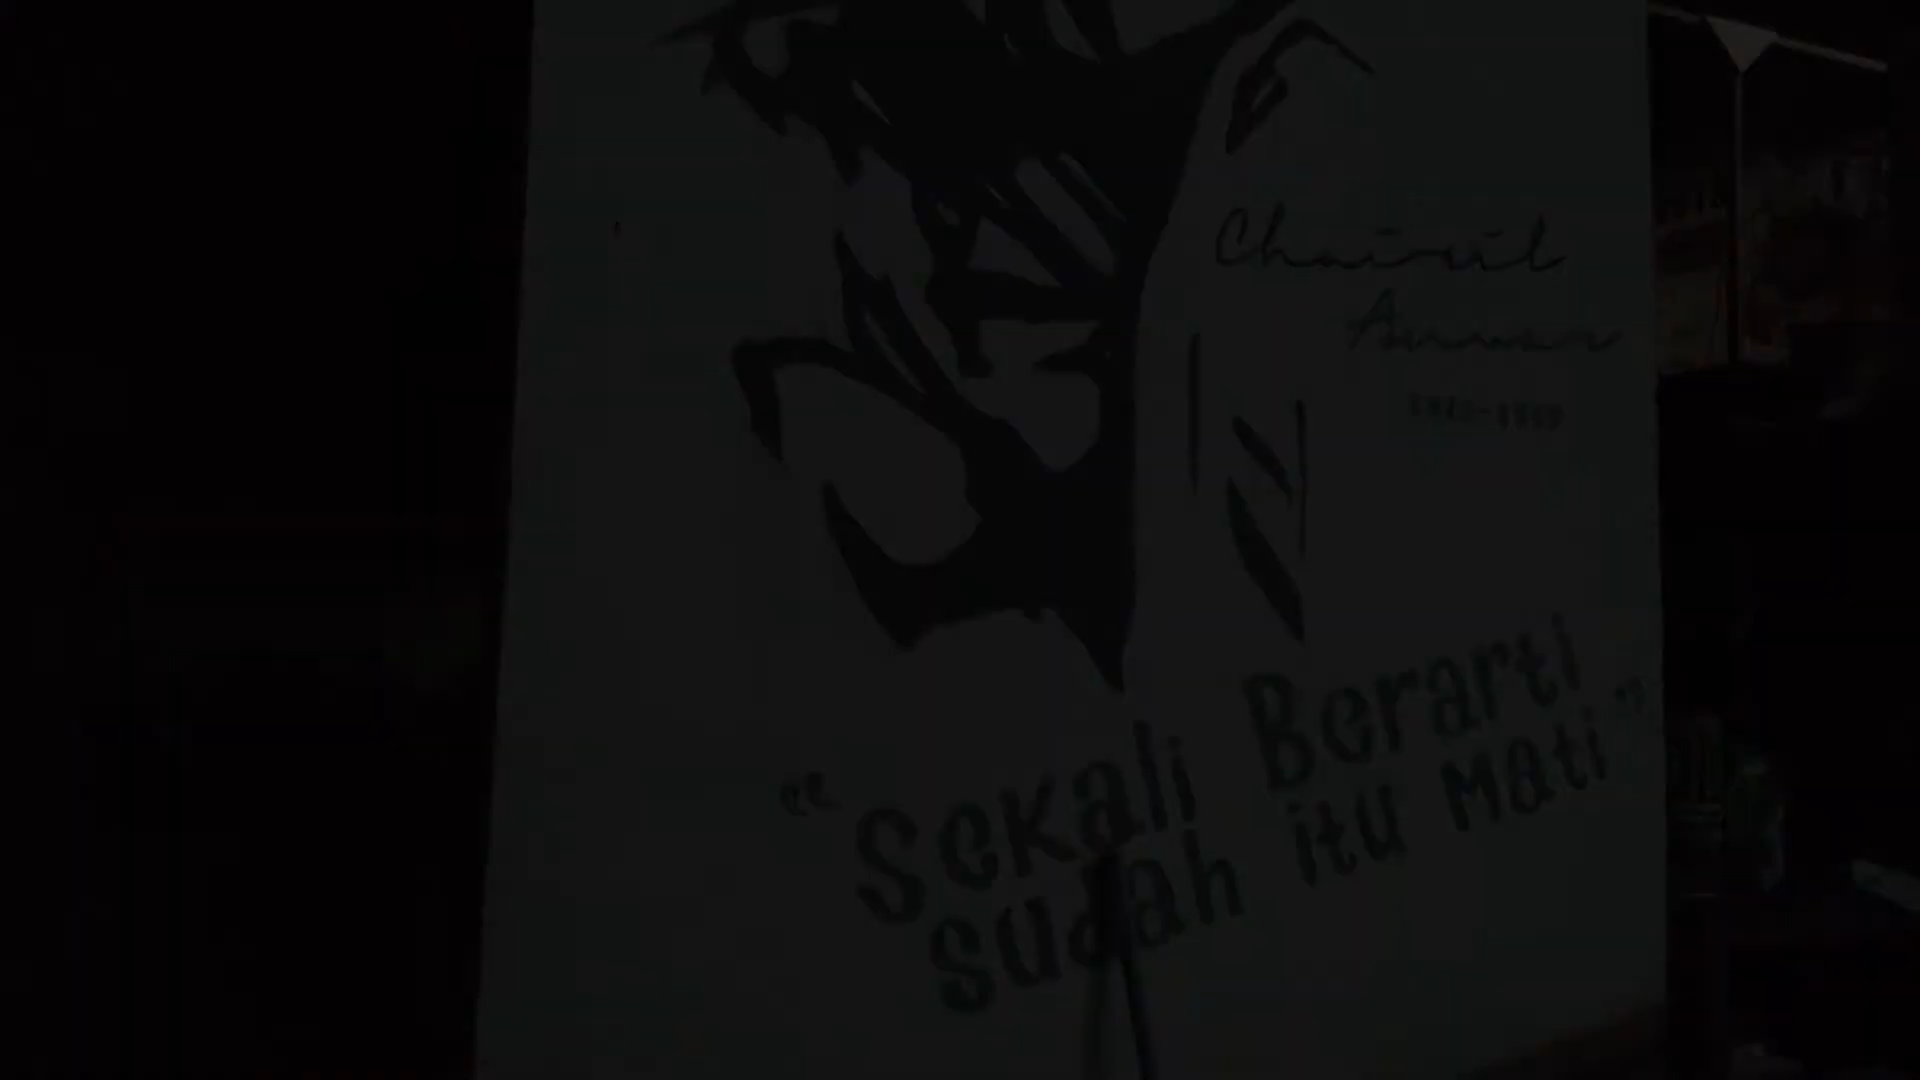 Chairil
Anwar
“Sekali Berarti
sudah itu Mati”